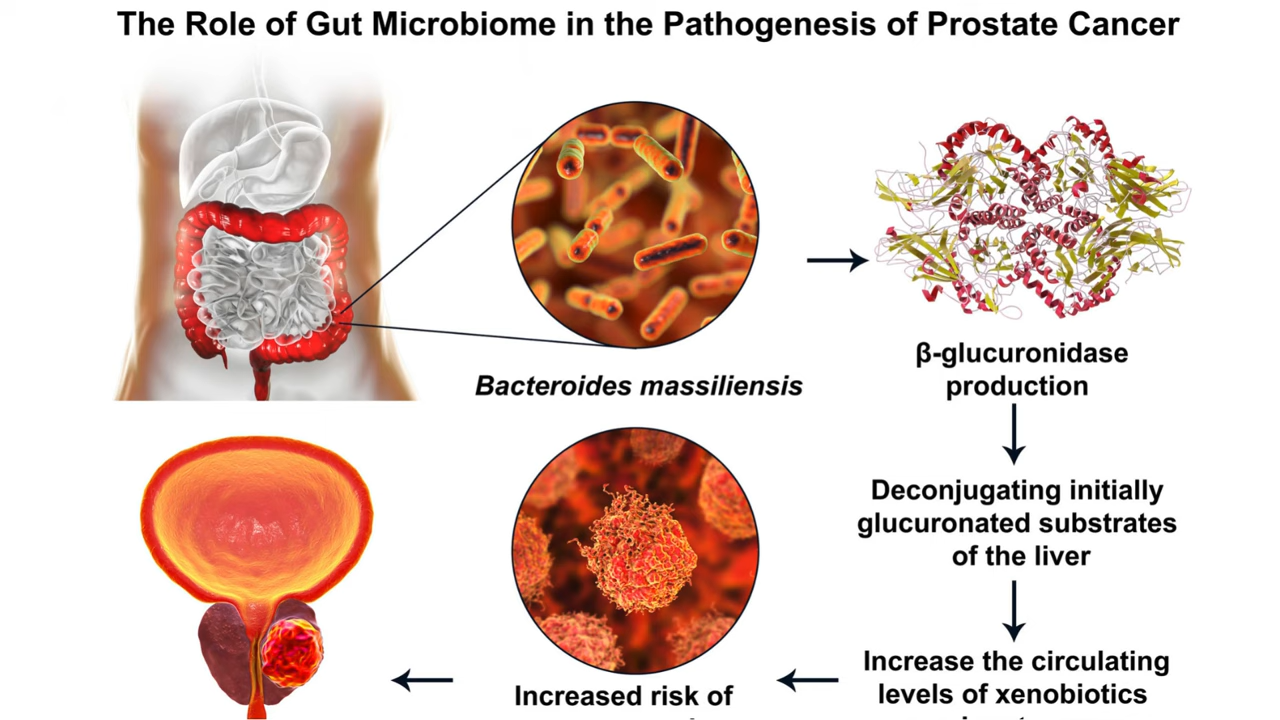 The Role of Gut Microbiome in the Pathogenesis of Prostate Cancer
Bacteroides massiliensis
β-glucuronidase
production
Deconjugating initially
glucuronated substrates
of the liver
Increase the circulating
levels of xenobiotics
Increased risk of